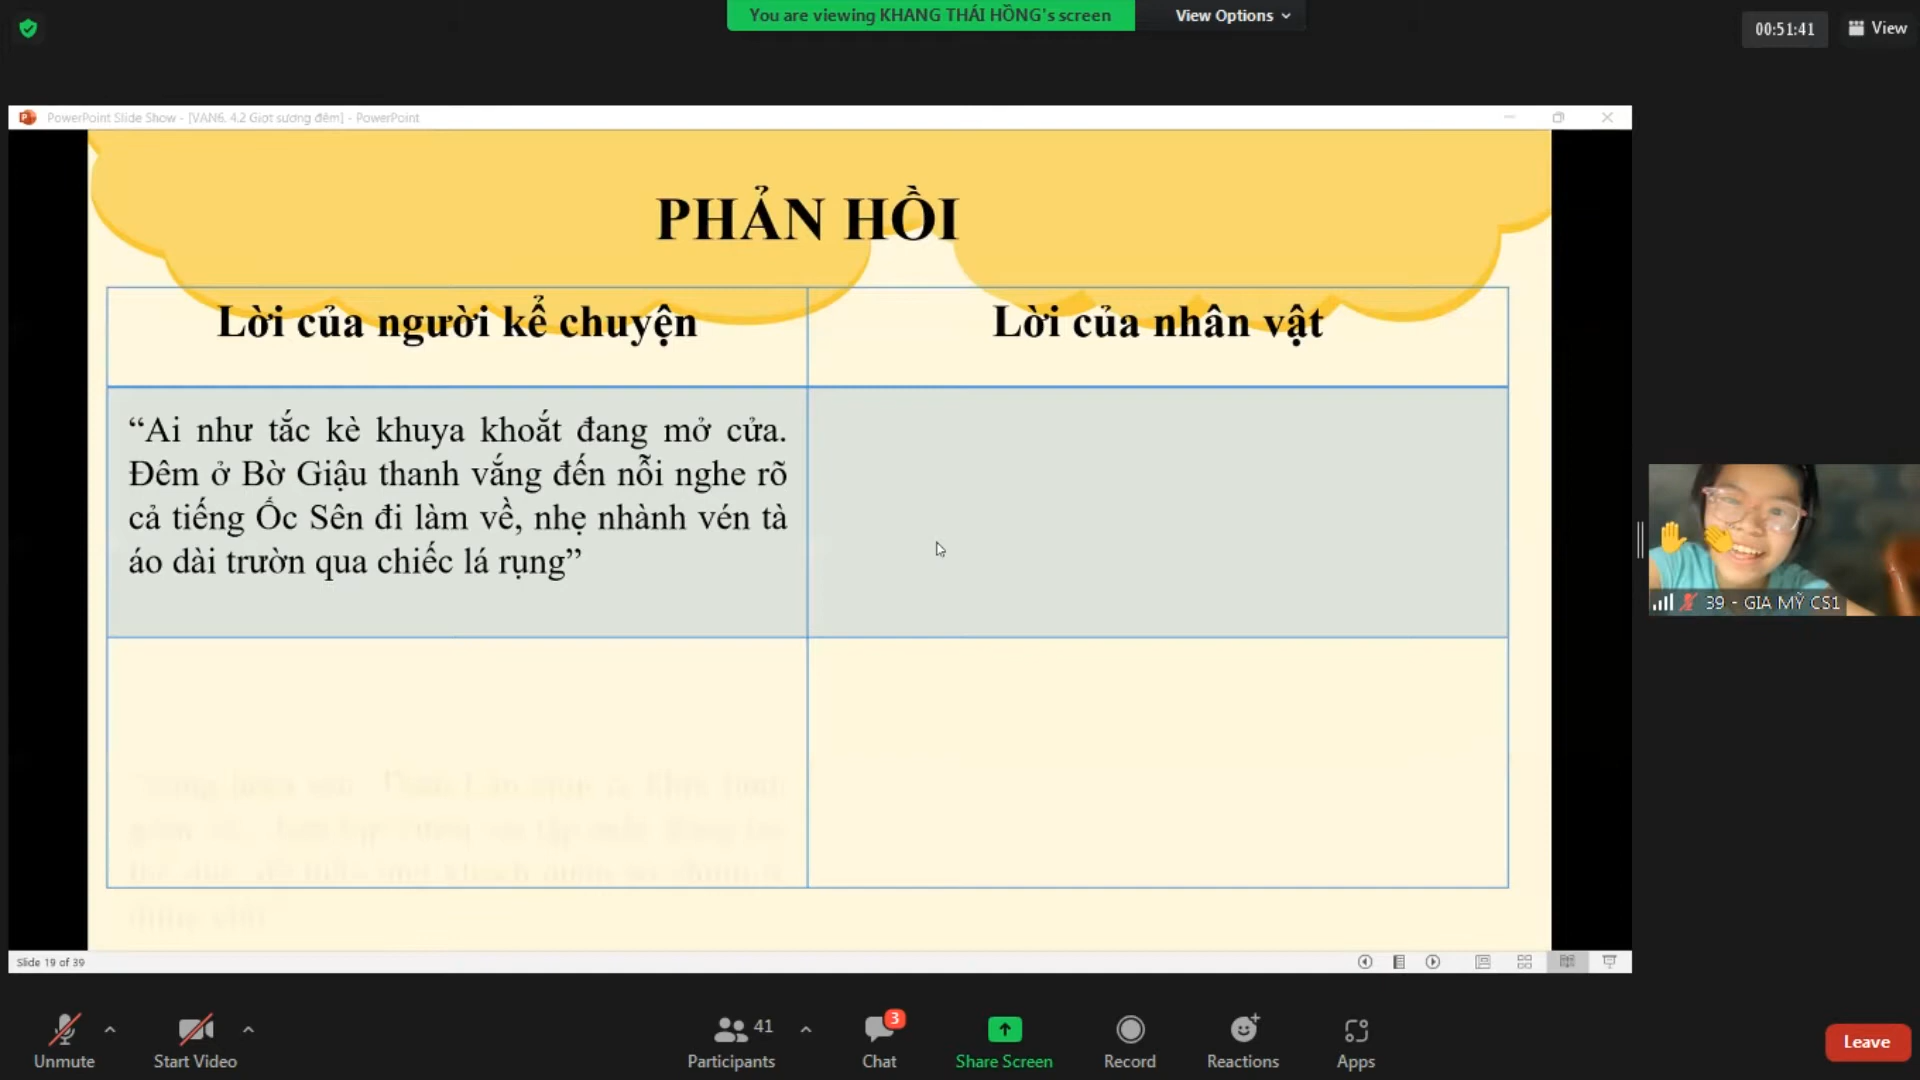 You are viewing KHANG THÁI HỒNG's screen
View Options
00:51:41
View
PowerPoint Slide Show - [VAN6. 4.2 Giọt sương đêm] - PowerPoint
PHẢN HỒI
Lời của người kể chuyện
Lời của nhân vật
“Ai như tắc kè khuya khoắt đang mở cửa.
Đêm ở Bờ Giậu thanh vắng đến nỗi nghe rõ
cả tiếng Ốc Sên đi làm về, nhẹ nhành vén tà
áo dài trườn qua chiếc lá rụng”
39 - GIA MỸ CS1
Slide 19 of 39
Unmute
Start Video
41
Participants
3
Chat
Share Screen
Record
Reactions
Apps
Leave